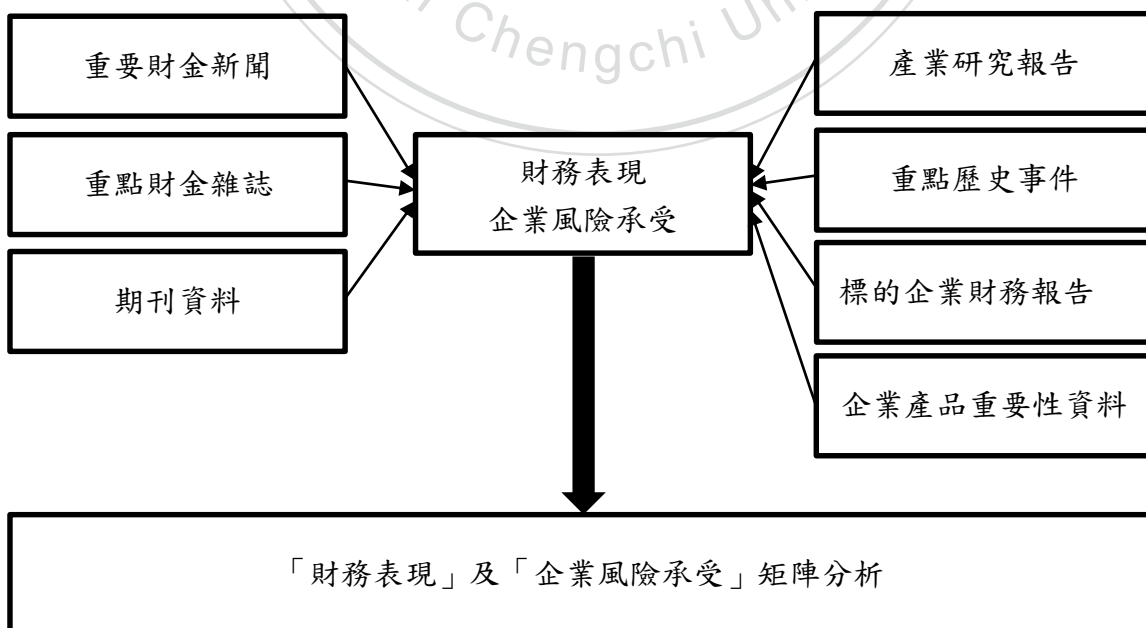 Chengchi Uni
重要財金新聞
重點財金雜誌
期刊資料
財務表現
企業風險承受
產業研究報告
重點歷史事件
標的企業財務報告
企業產品重要性資料
「財務表現」及「企業風險承受」矩陣分析